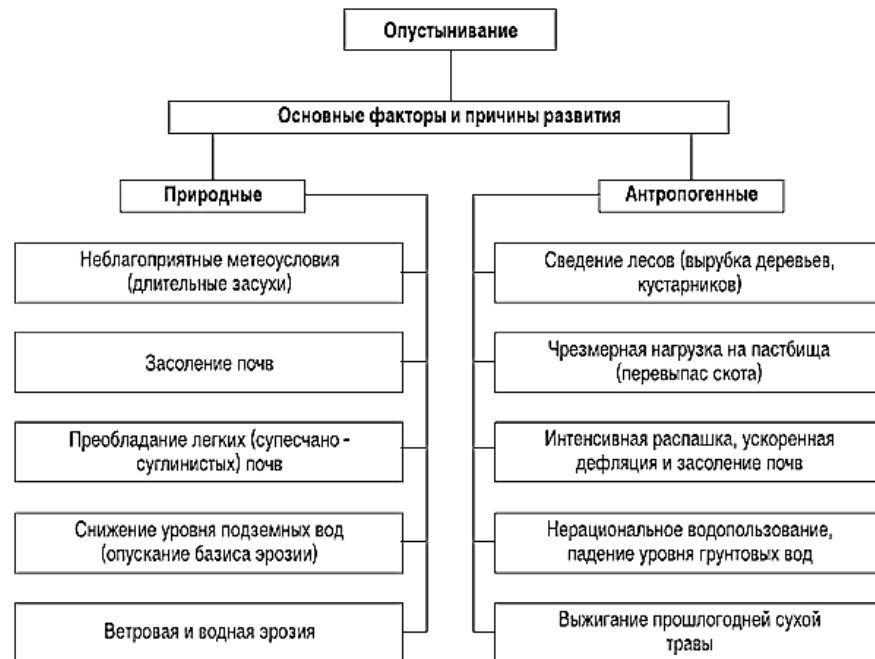 Опустынивание
Основные факторы и причины развития
Природные
Неблагоприятные метеоусловия
(длительные засухи)
Засоление почв
Преобладание легких (супесчано -
суглинистых) почв
Снижение уровня подземных вод
(опускание базиса эрозии)
Ветровая и водная эрозия
Антропогенные
Сведение лесов (вырубка деревьев,
кустарников)
Чрезмерная нагрузка на пастбища
(перевыпас скота)
Интенсивная распашка, ускоренная
дефляция и засоление почв
Нерациональное водопользование,
падение уровня грунтовых вод
Выжигание прошлогодней сухой
травы